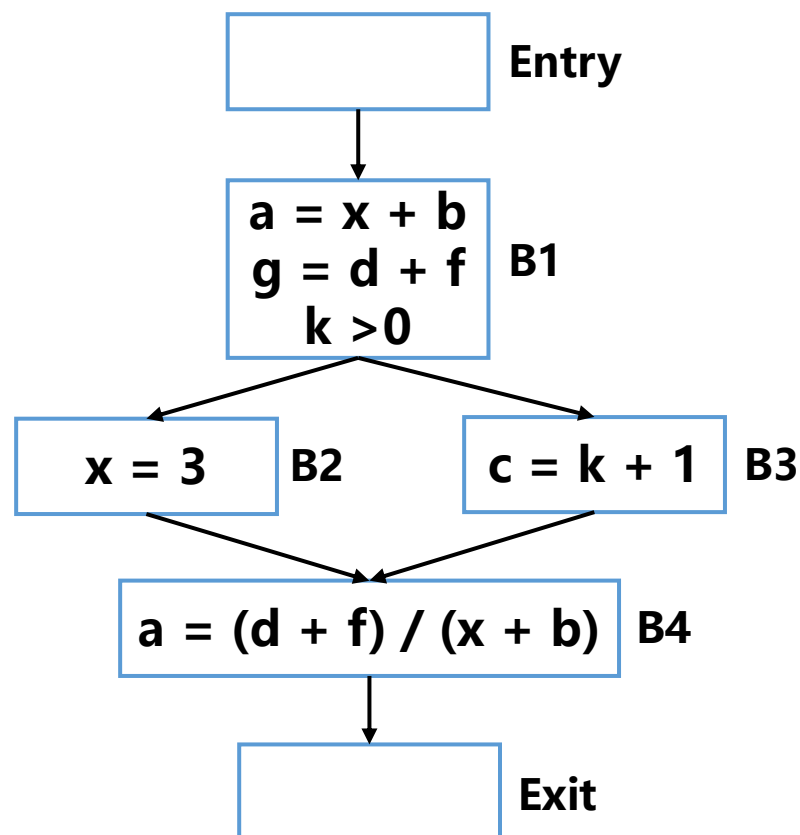 Entry
a = x + b
g = d + f
k >0
B1
x = 3
B2
c = k + 1
B3
a = (d + f) / (x + b)
B4
Exit